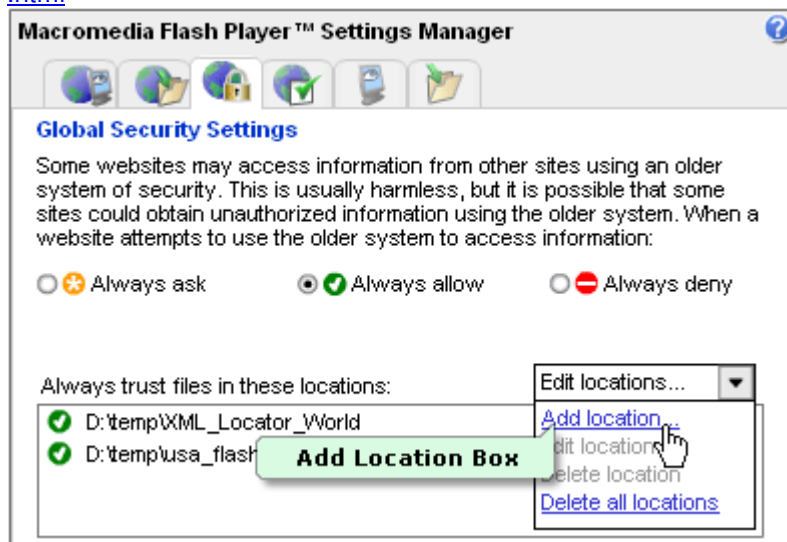 Macromedia Flash Player™ Settings Manager
Global Security Settings
Some websites may access information from other sites using an older
system of security. This is usually harmless, but it is possible that some
sites could obtain unauthorized information using the older system. When a
website attempts to use the older system to access information:
Always ask Always allow Always deny
Always trust files in these locations: Edit locations...
D:\temp\XML_Locator_World
D:\temp\usa_flash
Add location...
Add Location Box
Delete location
Delete all locations